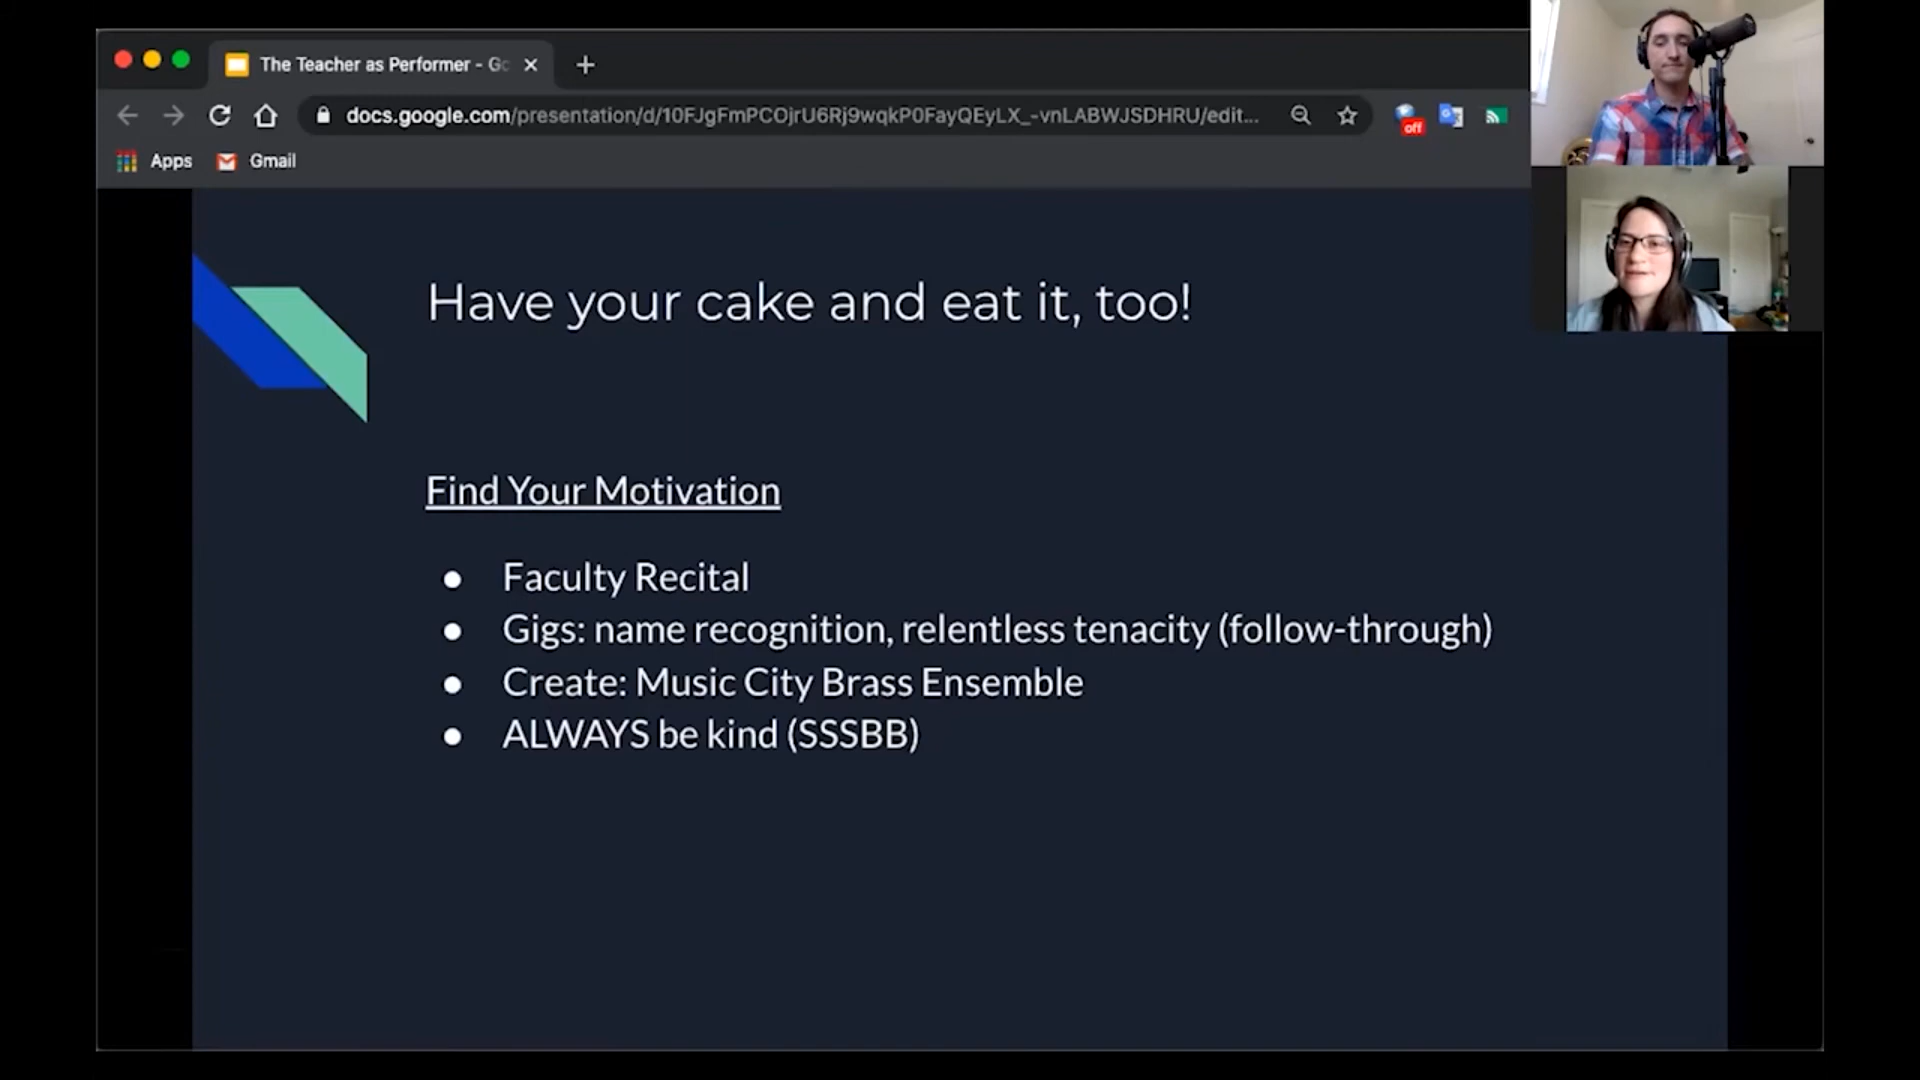 The Teacher as Performer - Go
docs.google.com/presentation/d/10FJgFmPCOjrU6Rj9wqkP0FayQEyLX_-vnLABWJSDHRU/edit...
off
Apps
Gmail
Have your cake and eat it, too!
Find Your Motivation
● Faculty Recital
● Gigs: name recognition, relentless tenacity (follow-through)
● Create: Music City Brass Ensemble
● ALWAYS be kind (SSSBB)